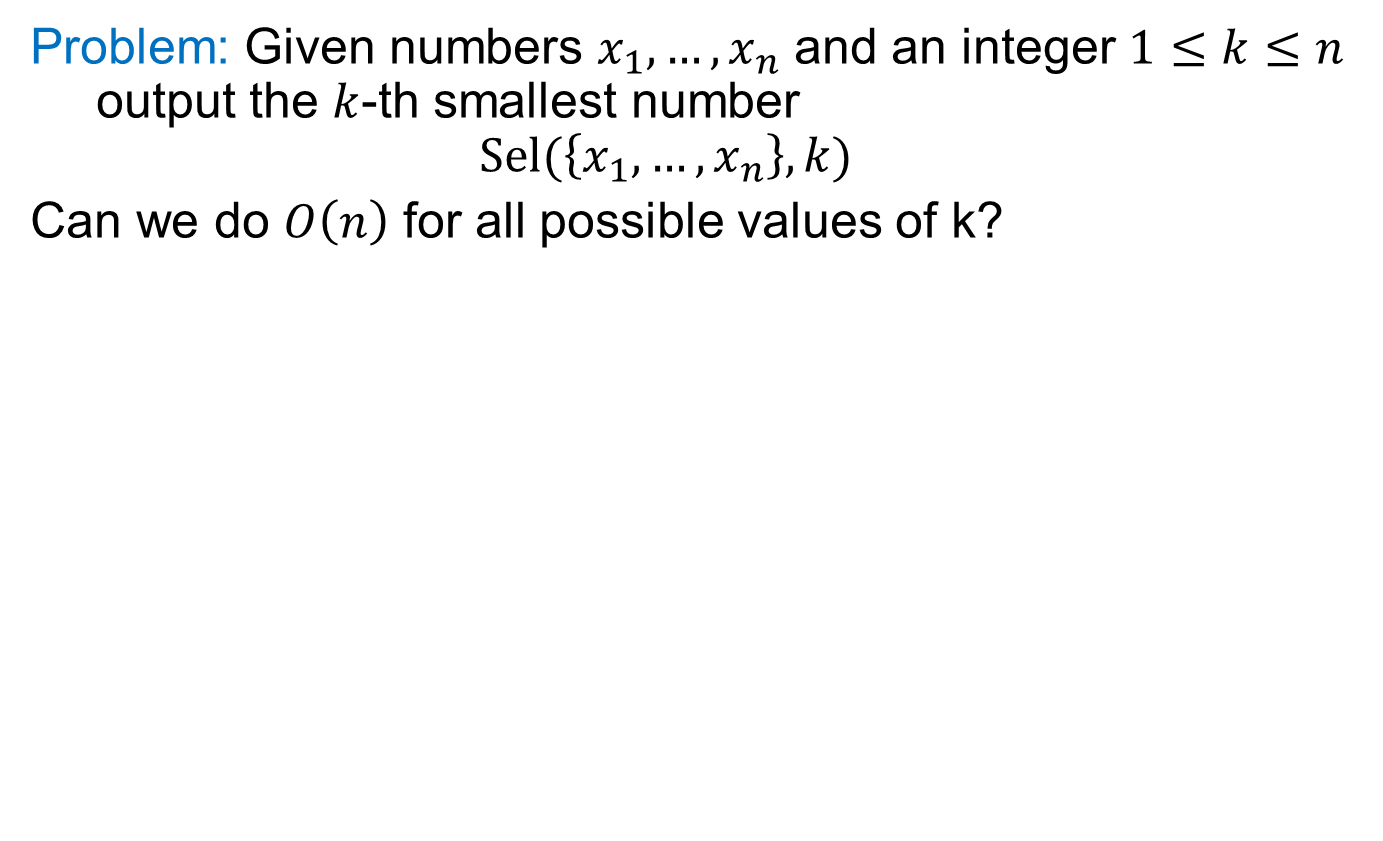 Problem: Given numbers 𝑥₁, … , 𝑥ₙ and an integer 1 ≤ 𝑘 ≤ 𝑛
output the 𝑘-th smallest number
Sel({𝑥₁, … , 𝑥ₙ}, 𝑘)
Can we do 𝑂(𝑛) for all possible values of k?